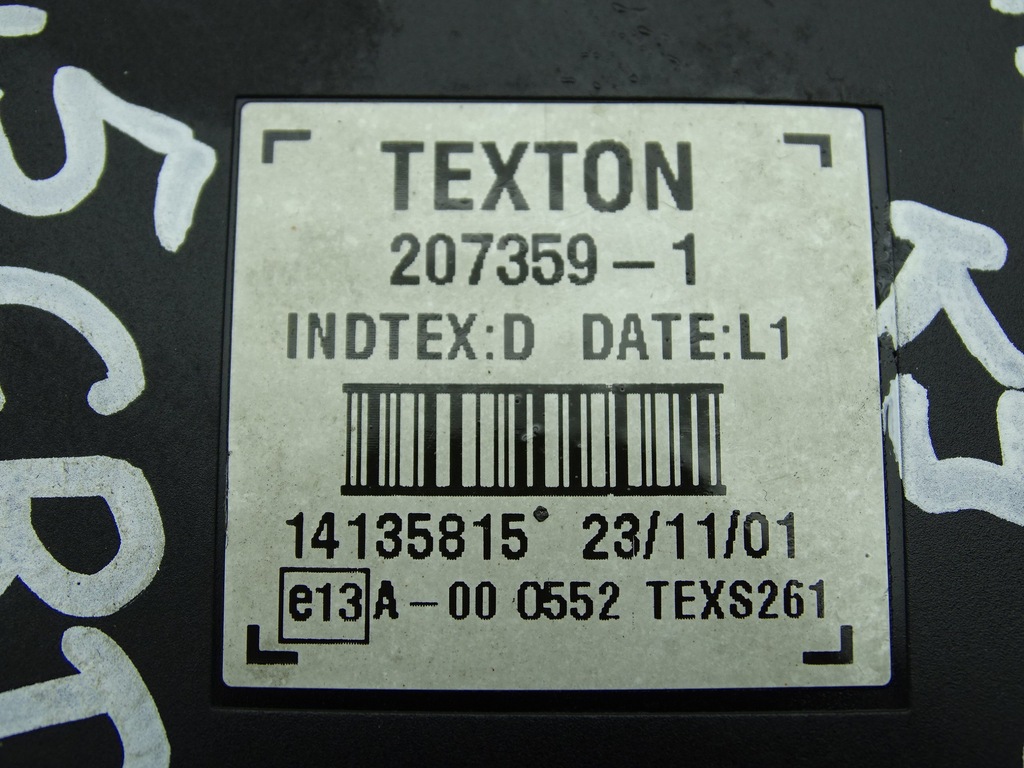 TEXTON
207359-1
INDTEX:D DATE:L1
14135815 23/11/01
e13 A-00 0552 TEXS261